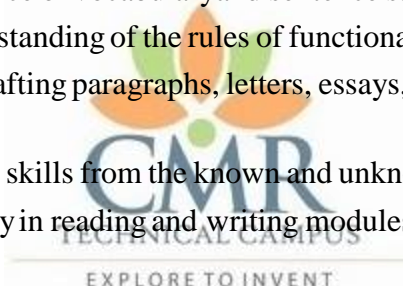 standing of the rules of functional
afting paragraphs, letters, essays,
skills from the known and unkn
CMR
y in reading and writing module
TECHNICAL CAMPUS
EXPLORE TO INVENT